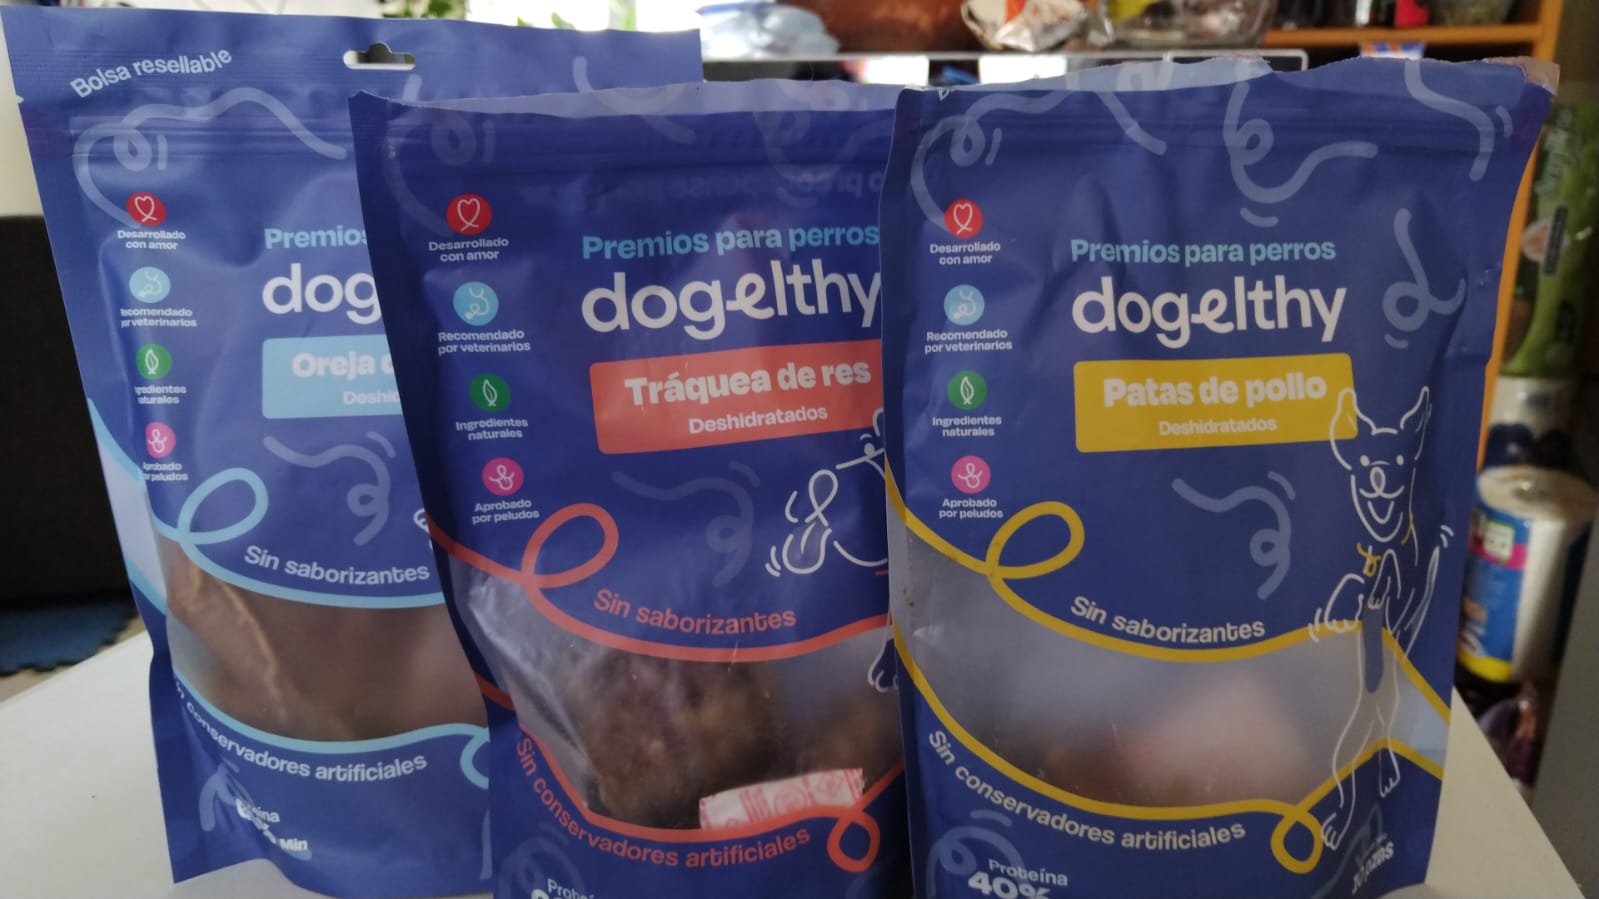 Bolsa resellable
Desarrollado
con amor
Recomendado
por veterinarios
Ingredientes
naturales
Aprobado
por peludos
Premios
dog
Oreja d
Deshid
Sin saborizantes
conservadores artificiales
Min
Desarrollado
con amor
Recomendado
por veterinarios
Ingredientes
naturales
Aprobado
por peludos
Premios para perros
dogelthy
Tráquea de res
Deshidratados
Sin saborizantes
Sin conservadores artificiales
Desarrollado
con amor
Recomendado
por veterinarios
Ingredientes
naturales
Aprobado
por peludos
Premios para perros
dogelthy
Patas de pollo
Deshidratados
Sin saborizantes
Sin conservadores artificiales
Proteína
40%